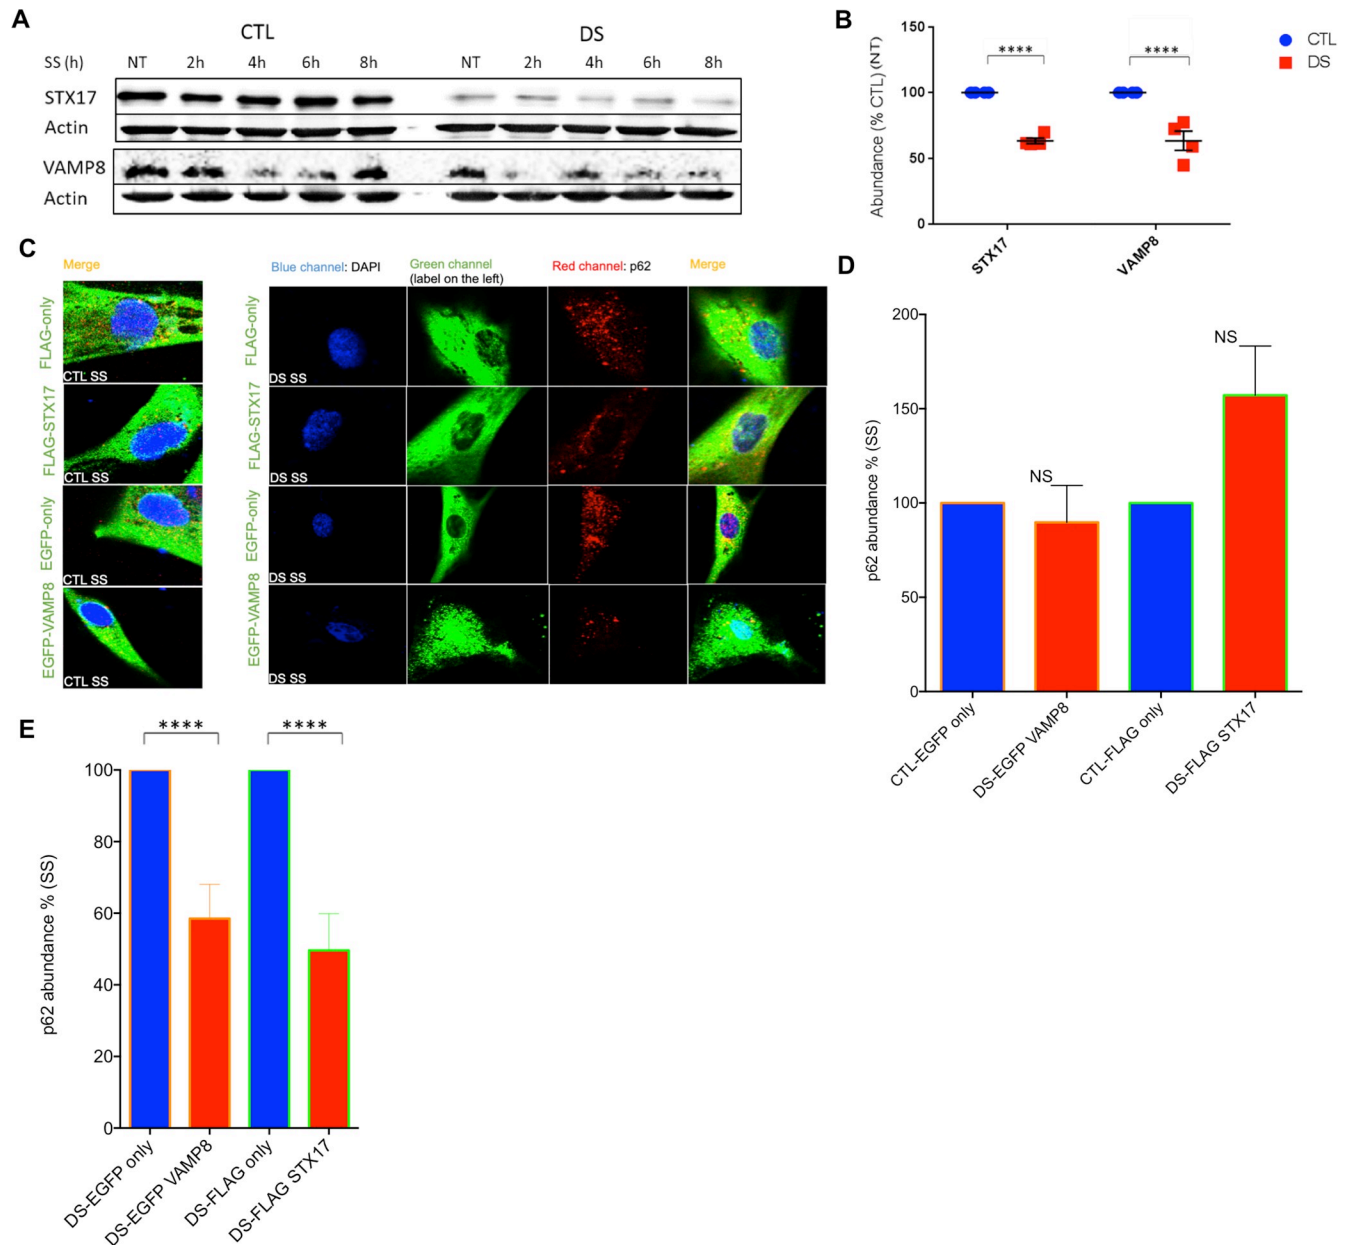 A
CTL
DS
SS (h)
NT
2h
4h
6h
8h
NT
2h
4h
6h
8h
STX17
Actin
VAMP8
Actin
B
Abundance (% CTL) (NT)
150
100
50
0
****
****
STX17
VAMP8
CTL
DS
C
Merge
Blue channel: DAPI
Green channel
(label on the left)
Red channel: p62
Merge
FLAG-only
CTL SS
FLAG-only
DS SS
FLAG-STX17
CTL SS
FLAG-STX17
DS SS
EGFP-only
CTL SS
EGFP-only
DS SS
EGFP-VAMP8
CTL SS
EGFP-VAMP8
DS SS
D
p62 abundance % (SS)
200
150
100
50
0
NS
NS
CTL-EGFP only
DS-EGFP VAMP8
CTL-FLAG only
DS-FLAG STX17
E
p62 abundance % (SS)
100
80
60
40
20
0
****
****
DS-EGFP only
DS-EGFP VAMP8
DS-FLAG only
DS-FLAG STX17